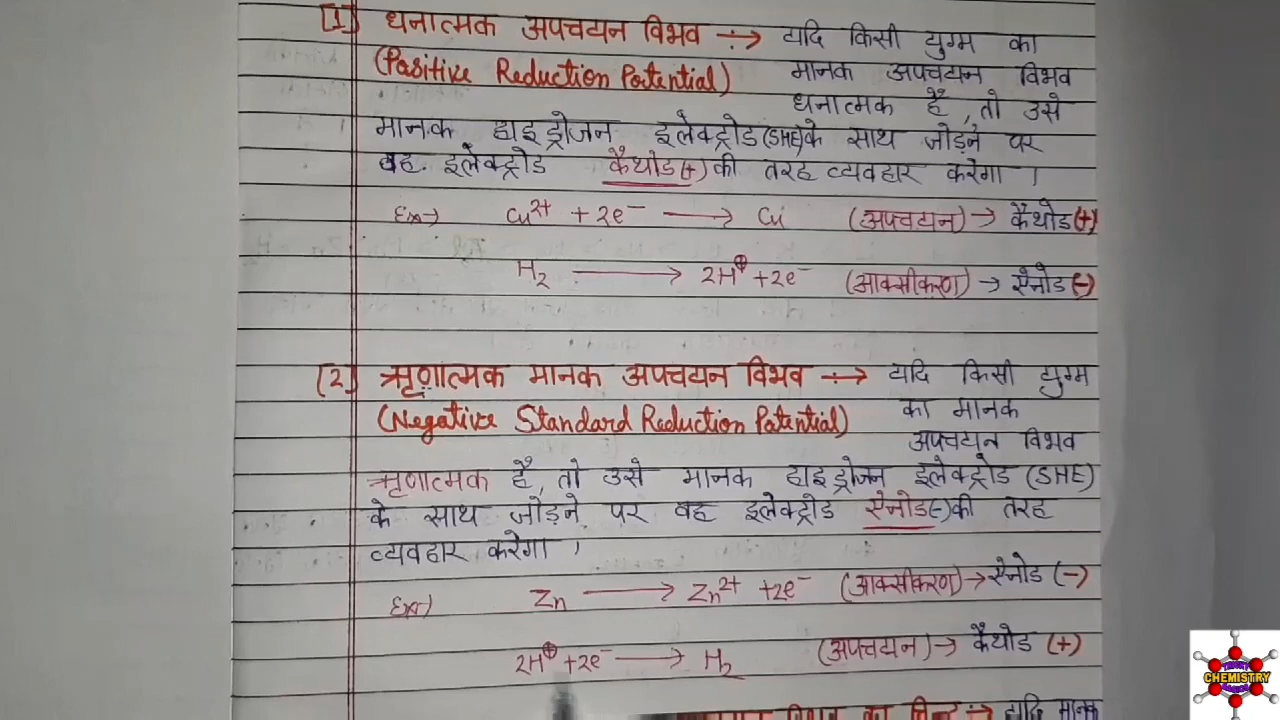 [1] धनात्मक अपचयन विभव ÷→ यदि किसी युग्म का
(Positive Reduction Potential) मानक अपचयन विभव
धनात्मक है, तो उसे
मानक हाइड्रोजन इलेक्ट्रोड(SHE)के साथ जोड़ने पर
वह इलेक्ट्रोड कैथोड(+) की तरह व्यवहार करेगा ।
Ex→ Cu²⁺ + 2e⁻ ⟶ Cu (अपचयन)→ कैथोड(+)
H₂ ⟶ 2H⊕ + 2e⁻ (आक्सीकरण)→ ऐनोड(-)
[2] ऋणात्मक मानक अपचयन विभव ÷→ यदि किसी युग्म
(Negative Standard Reduction Patential) का मानक
अपचयन विभव
ऋणात्मक है, तो उसे मानक हाइड्रोजन इलेक्ट्रोड (SHE)
के साथ जोड़ने पर वह इलेक्ट्रोड ऐनोड(-)की तरह
व्यवहार करेगा ।
Ex→ Zn ⟶ Zn²⁺ + 2e⁻ (आक्सीकरण)→ ऐनोड (-)
2H⊕ + 2e⁻ ⟶ H₂ (अपचयन)→ कैथोड (+)
विभव का ÷→ यदि मानक
CHEMISTRY